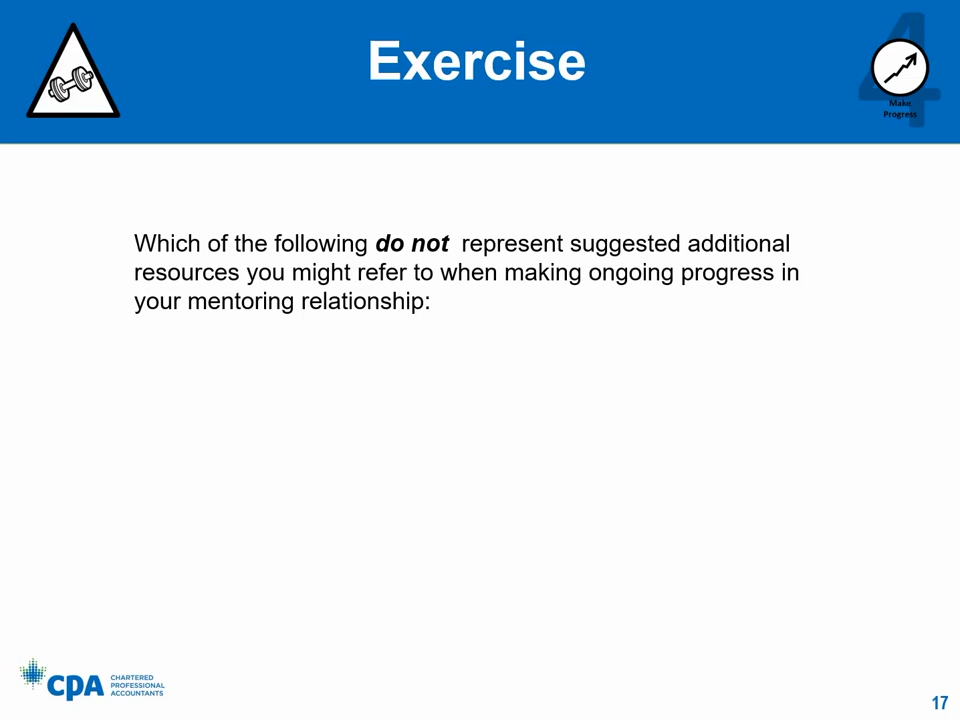 Exercise
4
Make
Progress
Which of the following do not represent suggested additional
resources you might refer to when making ongoing progress in
your mentoring relationship:
CPA
CHARTERED
PROFESSIONAL
ACCOUNTANTS
17